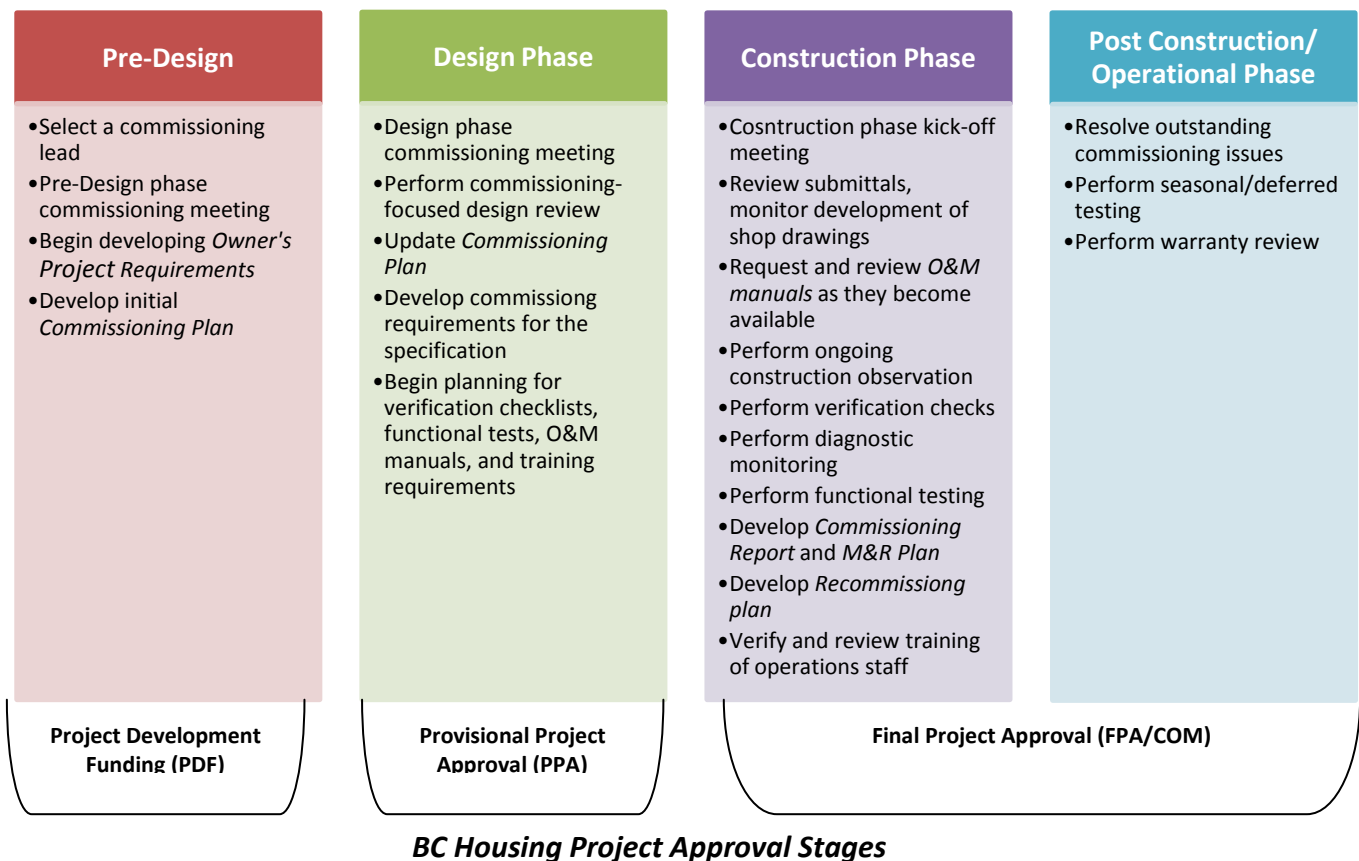 Pre-Design
•Select a commissioning
lead
•Pre-Design phase
commissioning meeting
•Begin developing Owner's
Project Requirements
•Develop initial
Commissioning Plan
Design Phase
•Design phase
commissioning meeting
•Perform commissioning-
focused design review
•Update Commissioning
Plan
•Develop commissiong
requirements for the
specification
•Begin planning for
verification checklists,
functional tests, O&M
manuals, and training
requirements
Construction Phase
•Cosntruction phase kick-off
meeting
•Review submittals,
monitor development of
shop drawings
•Request and review O&M
manuals as they become
available
•Perform ongoing
construction observation
•Perform verification checks
•Perform diagnostic
monitoring
•Perform functional testing
•Develop Commissioning
Report and M&R Plan
•Develop Recommissiong
plan
•Verify and review training
of operations staff
Post Construction/
Operational Phase
•Resolve outstanding
commissioning issues
•Perform seasonal/deferred
testing
•Perform warranty review
Project Development
Funding (PDF)
Provisional Project
Approval (PPA)
Final Project Approval (FPA/COM)
BC Housing Project Approval Stages